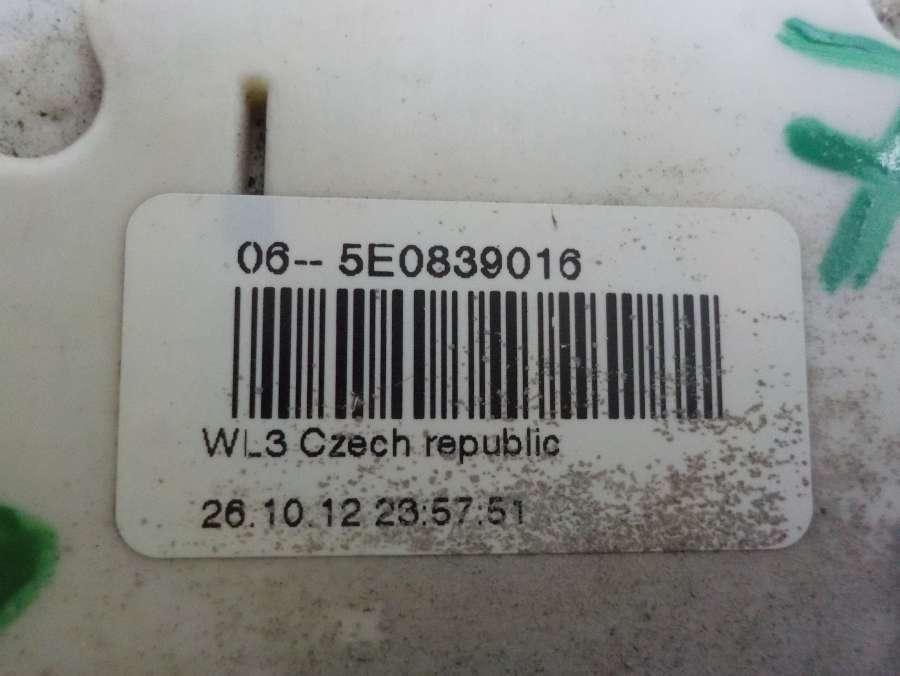 06-- 5E0839016
WL3 Czech republic
26.10.12 23:57:51